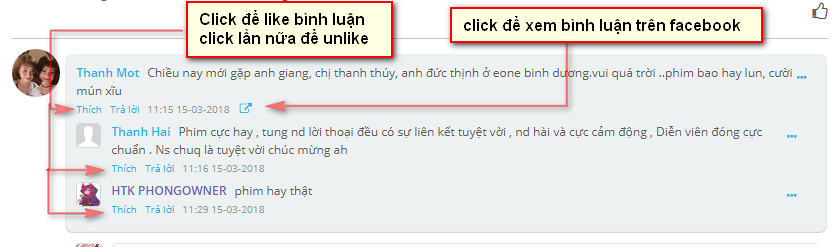 Click để like bình luận
click lần nữa để unlike
click để xem bình luận trên facebook
Thanh Mot Chiều nay mới gặp anh giang, chị thanh thúy, anh đức thịnh ở eone binh dương.vui quá trời ..phim bao hay lun, cười
mún xĩu
Thích Trả lời 11:15 15-03-2018
Thanh Hai Phim cực hay , tung nd lời thoại đều có sự liên kết tuyệt vời , nd hài và cực cảm động , Diễn viên đóng cực
chuẩn . Ns chuq là tuyệt vời chúc mừng ah
Thích Trả lời 11:16 15-03-2018
HTK PHONGOWNER phim hay thật
Thích Trả lời 11:29 15-03-2018